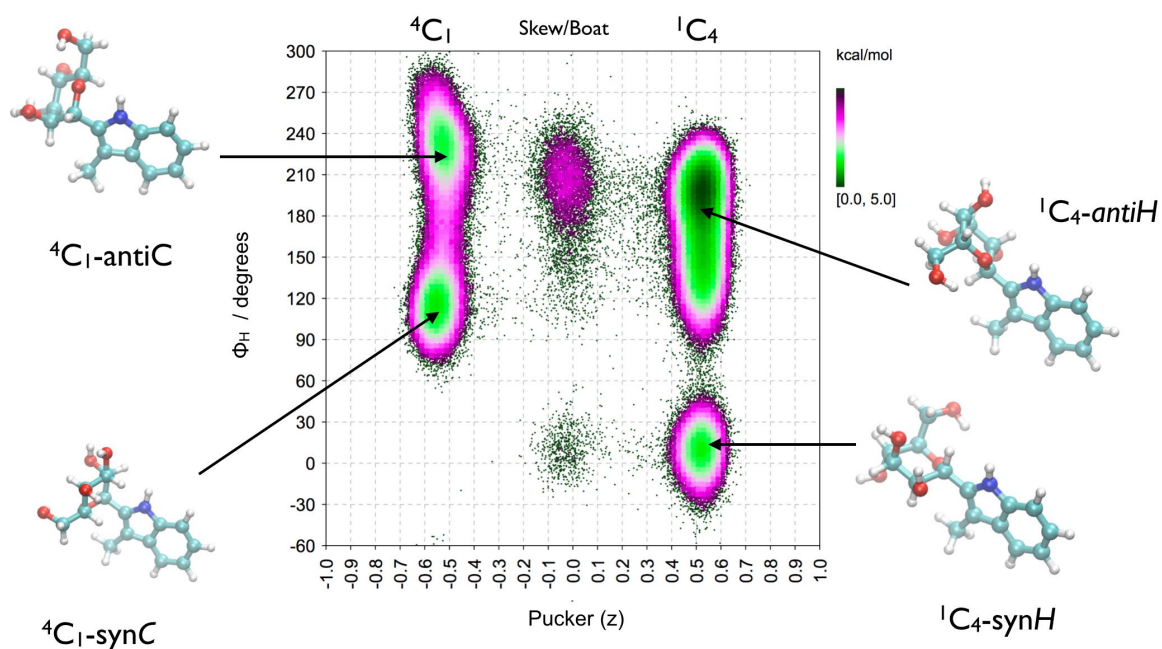 ⁴C₁
Skew/Boat
¹C₄
kcal/mol
300
270
240
210
180
150
120
90
60
30
0
-30
-60
Φ_H / degrees
[0.0, 5.0]
⁴C₁-antiC
¹C₄-antiH
-1.0 -0.9 -0.8 -0.7 -0.6 -0.5 -0.4 -0.3 -0.2 -0.1 0.0 0.1 0.2 0.3 0.4 0.5 0.6 0.7 0.8 0.9 1.0
Pucker (z)
⁴C₁-synC
¹C₄-synH